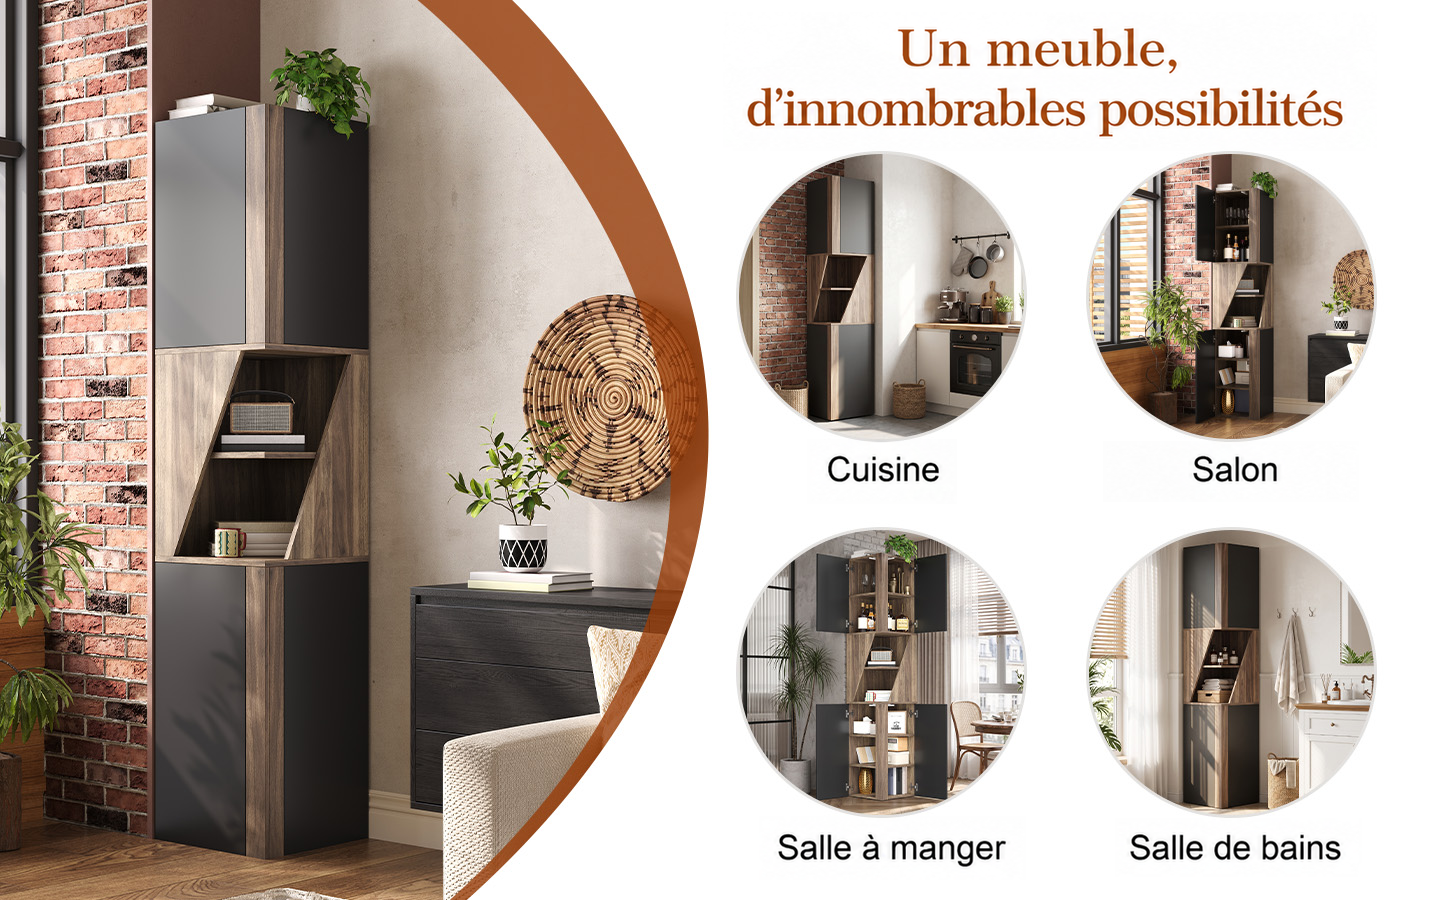 Un meuble,
d’innombrables possibilités
Cuisine
Salon
Salle à manger
Salle de bains